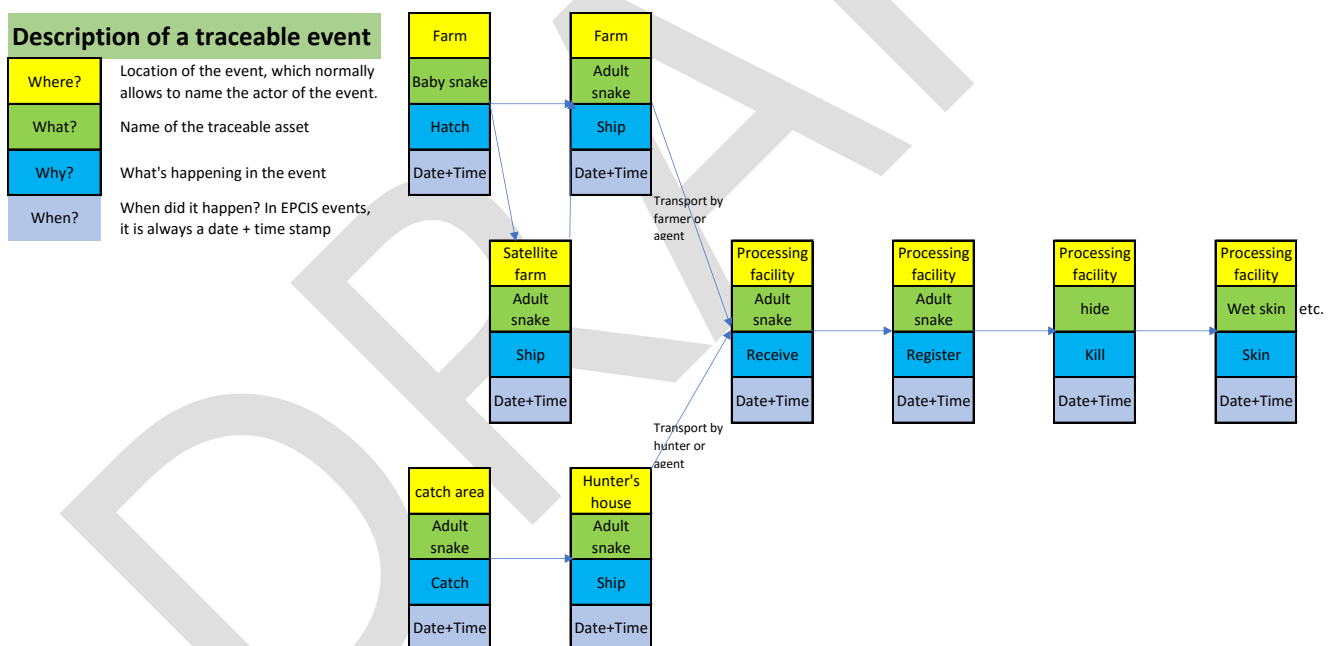 Description of a traceable event
Where?
Location of the event, which normally
allows to name the actor of the event.
What?
Name of the traceable asset
Why?
What's happening in the event
When?
When did it happen? In EPCIS events,
it is always a date + time stamp
Farm
Baby snake
Hatch
Date+Time
Farm
Adult
snake
Ship
Date+Time
Transport by
farmer or
agent
Satellite
farm
Adult
snake
Ship
Date+Time
Processing
facility
Adult
snake
Receive
Date+Time
Processing
facility
Adult
snake
Register
Date+Time
Processing
facility
hide
Kill
Date+Time
Processing
facility
Wet skin
etc.
Skin
Date+Time
Transport by
hunter or
agent
catch area
Adult
snake
Catch
Date+Time
Hunter's
house
Adult
snake
Ship
Date+Time